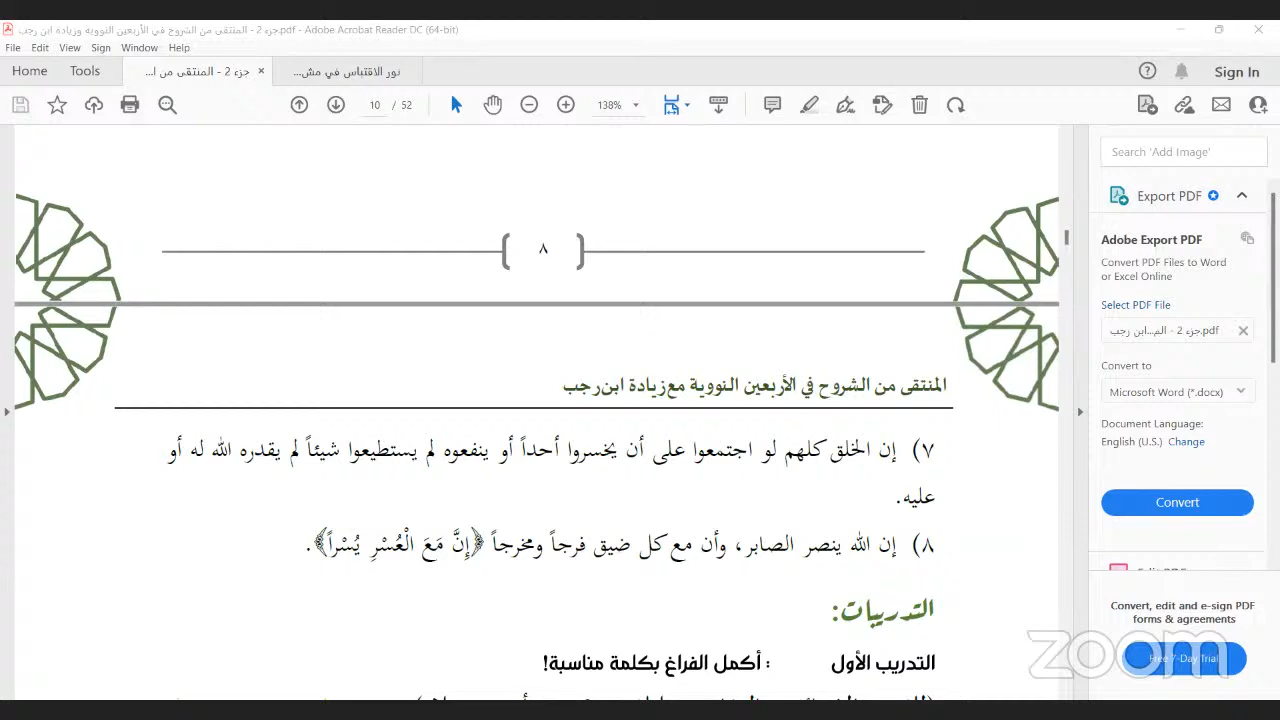 جزء 2 - المنتقى من الشروح في الأربعين النووية وزيادة ابن رجب.pdf - Adobe Acrobat Reader DC (64-bit)
File Edit View Sign Window Help
Home Tools جزء 2 - المنتقى من ا... × نور الاقتباس في مش... Sign In
10 / 52 138%
Search 'Add Image'
Export PDF
Adobe Export PDF
Convert PDF Files to Word
or Excel Online
Select PDF File
جزء 2 - الم...ابن رجب.pdf ×
Convert to
Microsoft Word (*.docx)
Document Language:
English (U.S.) Change
Convert
Convert, edit and e-sign PDF
forms & agreements
Free 7-Day Trial
zoom
٨
المنتقى من الشروح في الأربعين النووية مع زيادة ابن رجب
٧) إن الخلق كلهم لو اجتمعوا على أن يخسروا أحداً أو ينفعوه لم يستطيعوا شيئاً لم يقدره الله له أو
عليه.
٨) إن الله ينصر الصابر، وأن مع كل ضيق فرجاً ومخرجاً ﴿إِنَّ مَعَ الْعُسْرِ يُسْراً﴾.
التدريبات:
التدريب الأول : أكمل الفراغ بكلمة مناسبة!